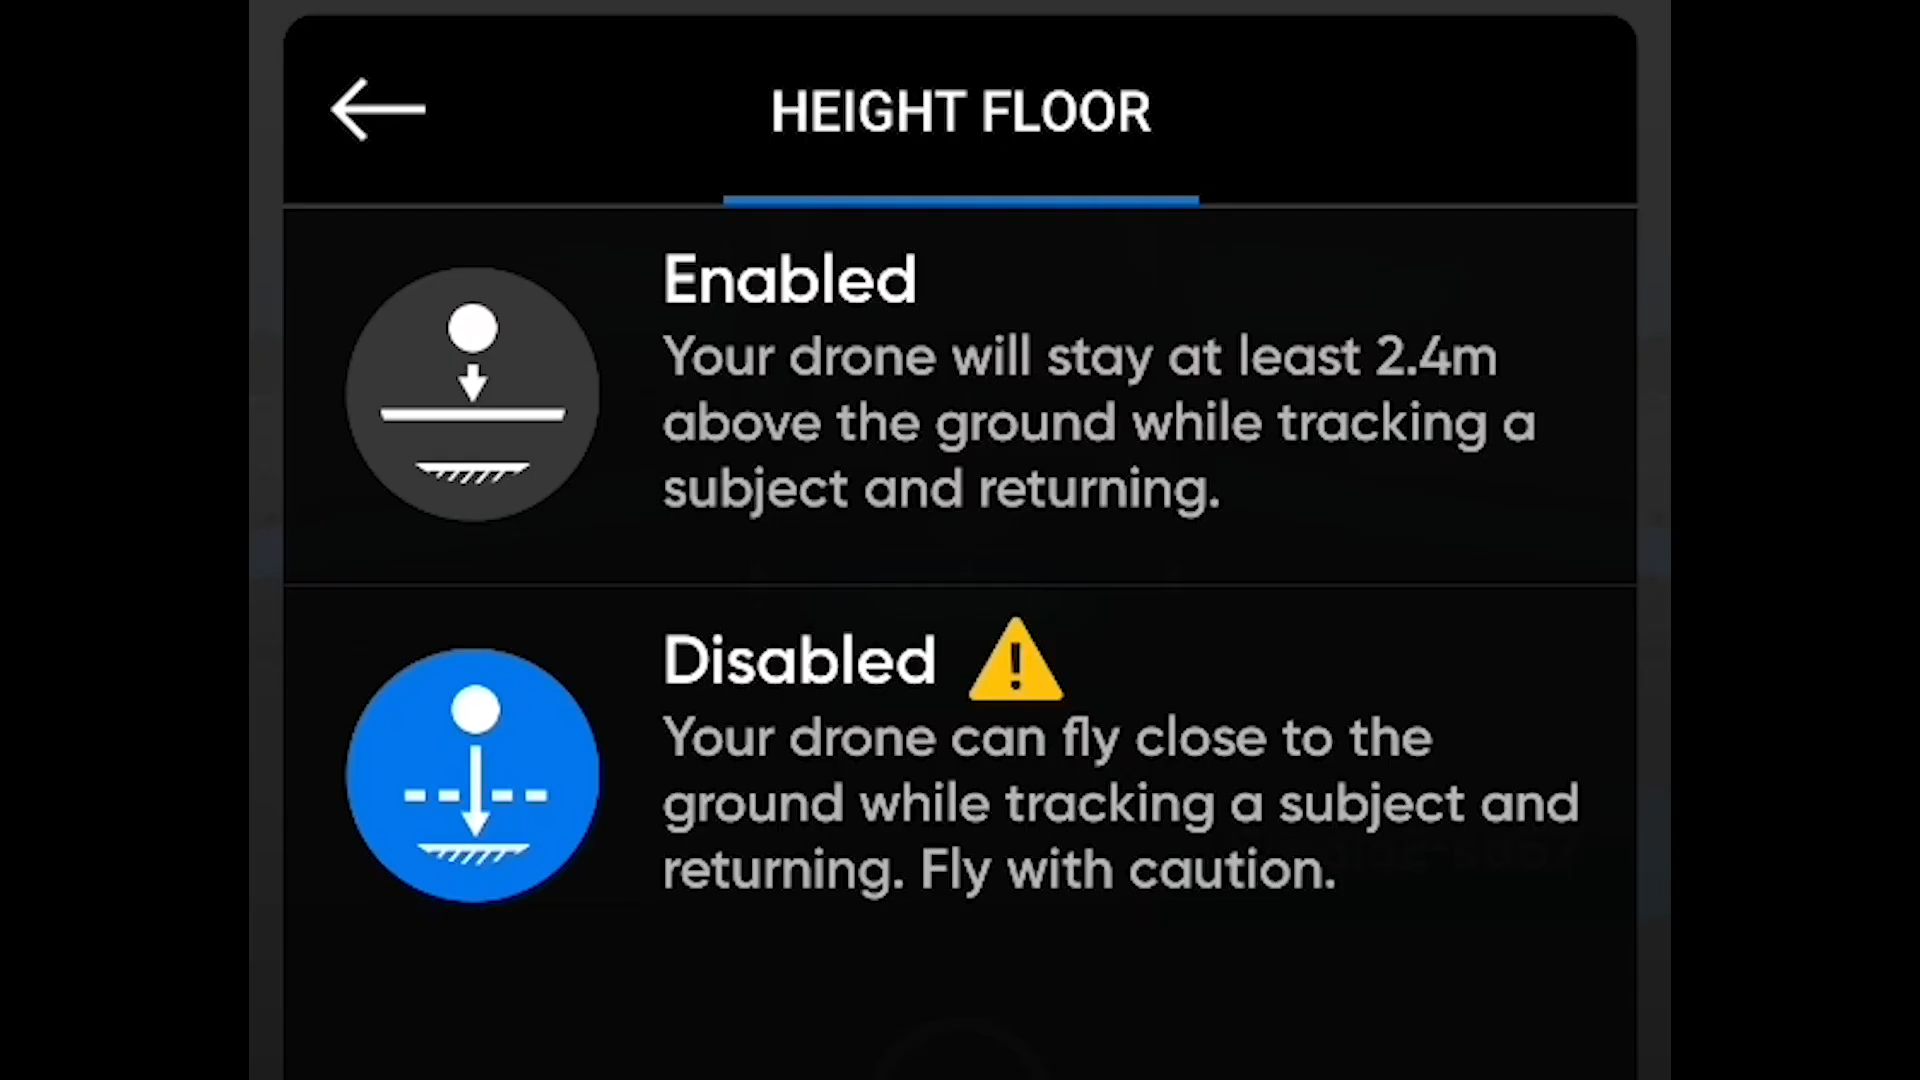 HEIGHT FLOOR
Enabled
Your drone will stay at least 2.4m
above the ground while tracking a
subject and returning.
Disabled
Your drone can fly close to the
ground while tracking a subject and
returning. Fly with caution.